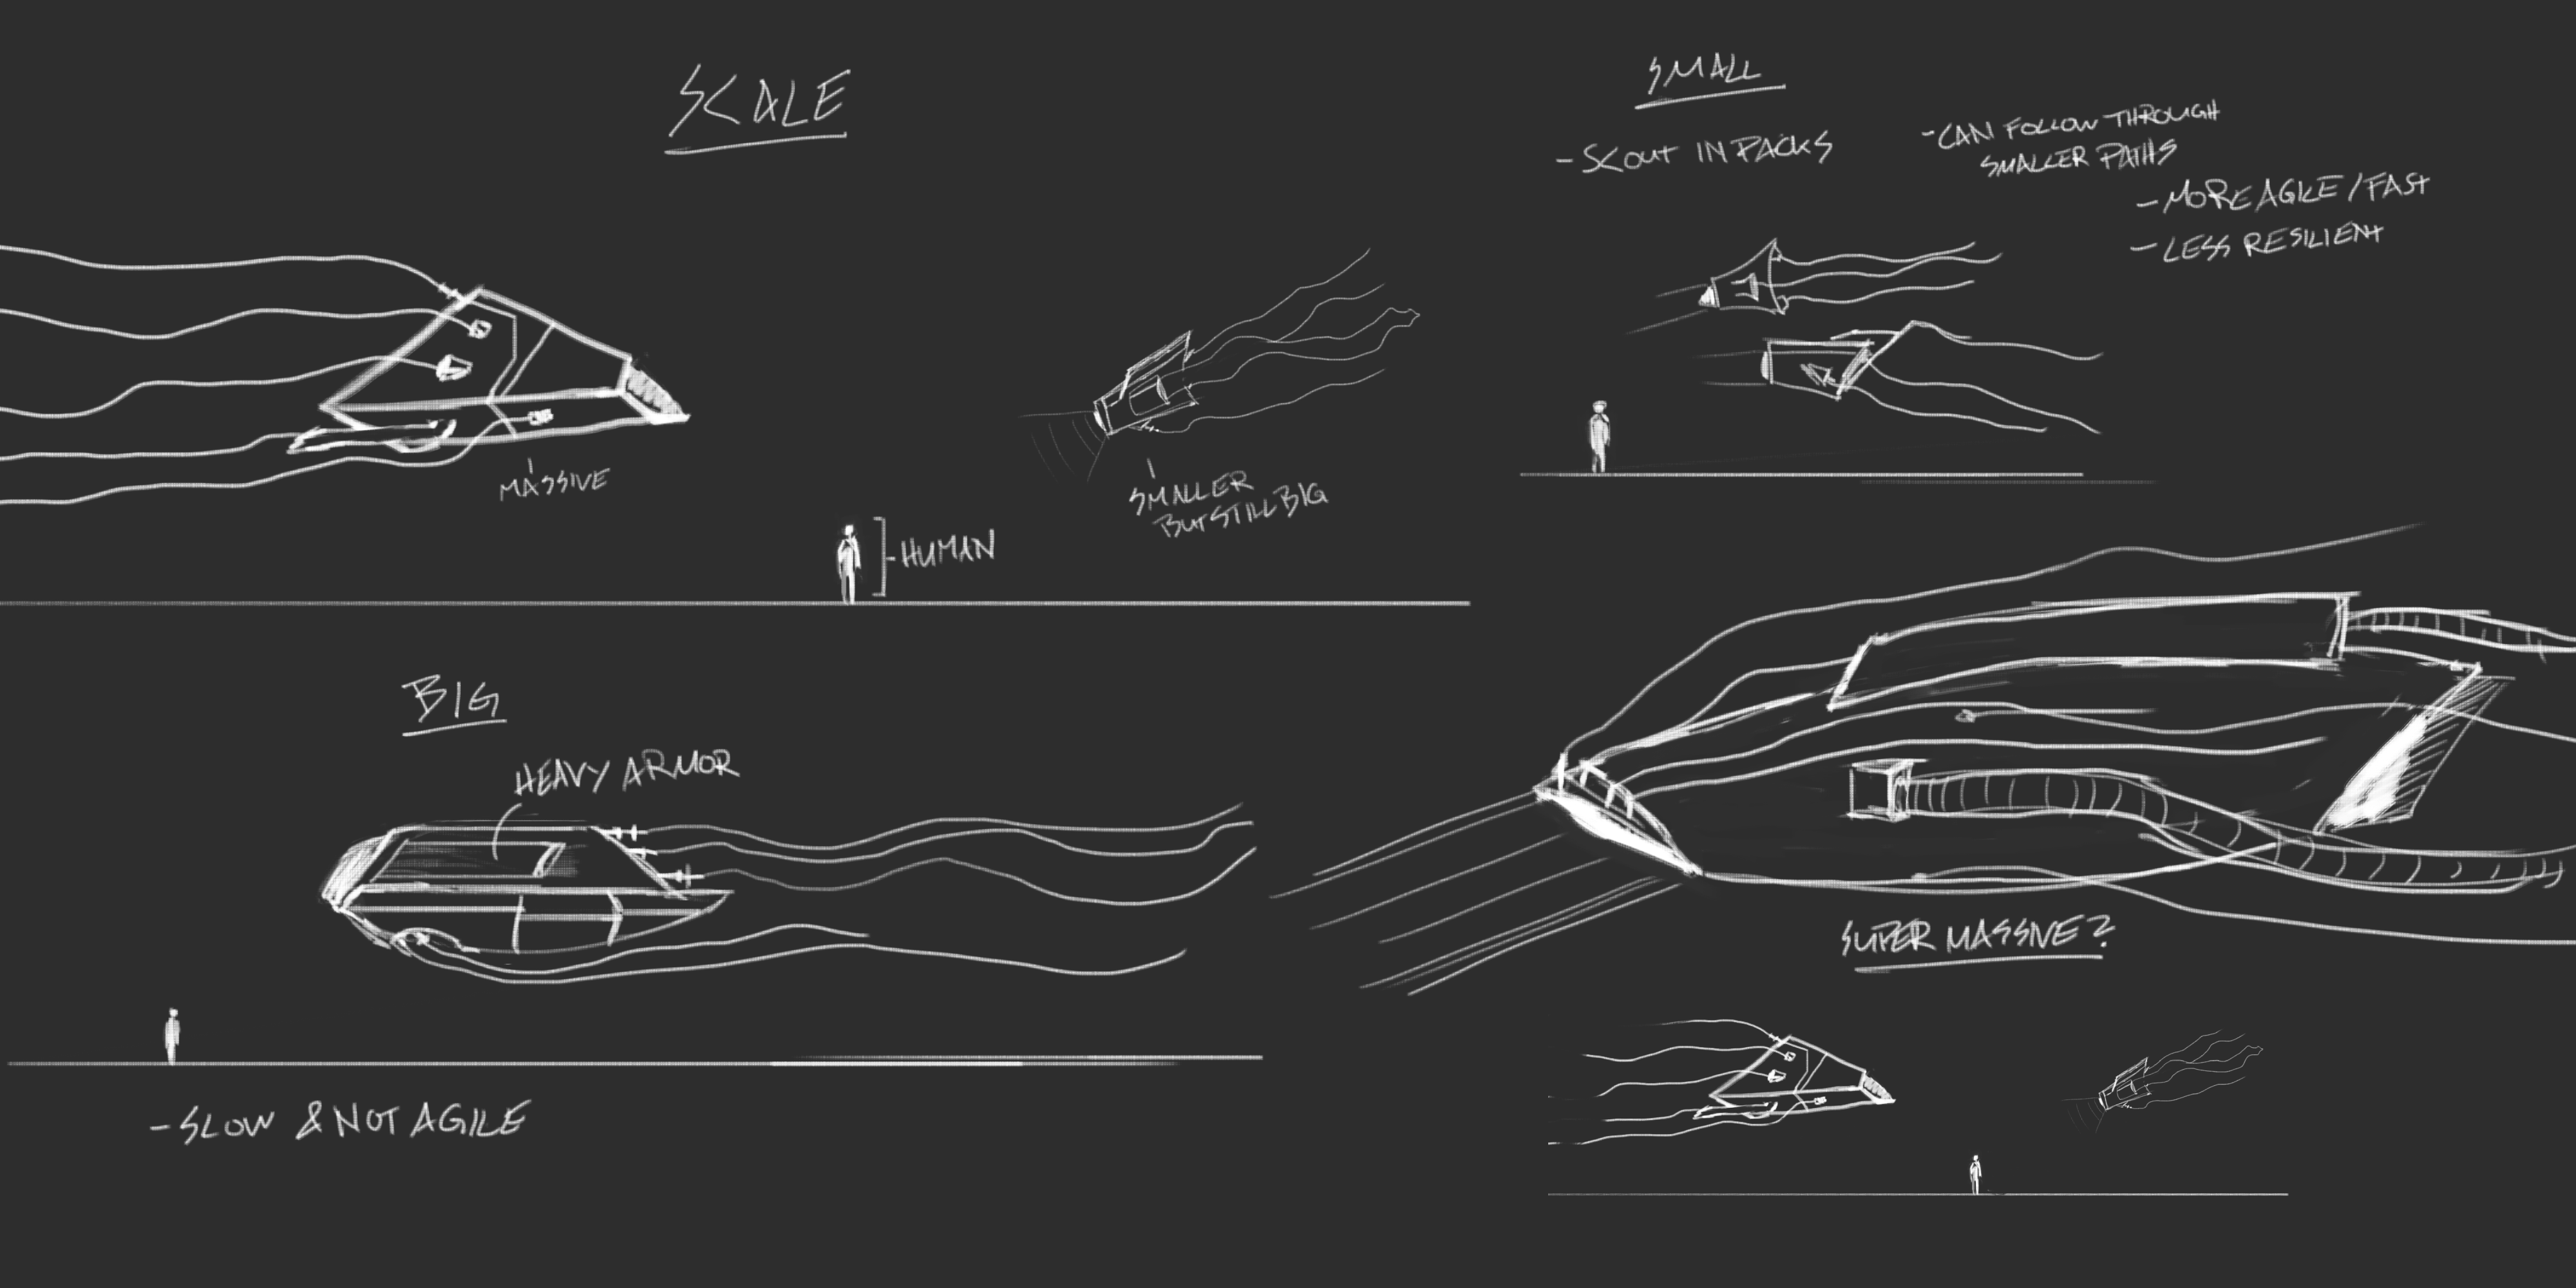 SCALE
MASSIVE
SMALLER
BUT STILL BIG
HUMAN
SMALL
- SCOUT IN PACKS
- CAN FOLLOW THROUGH
SMALLER PATHS
- MORE AGILE / FAST
- LESS RESILIENT
BIG
HEAVY ARMOR
- SLOW & NOT AGILE
SUPER MASSIVE?